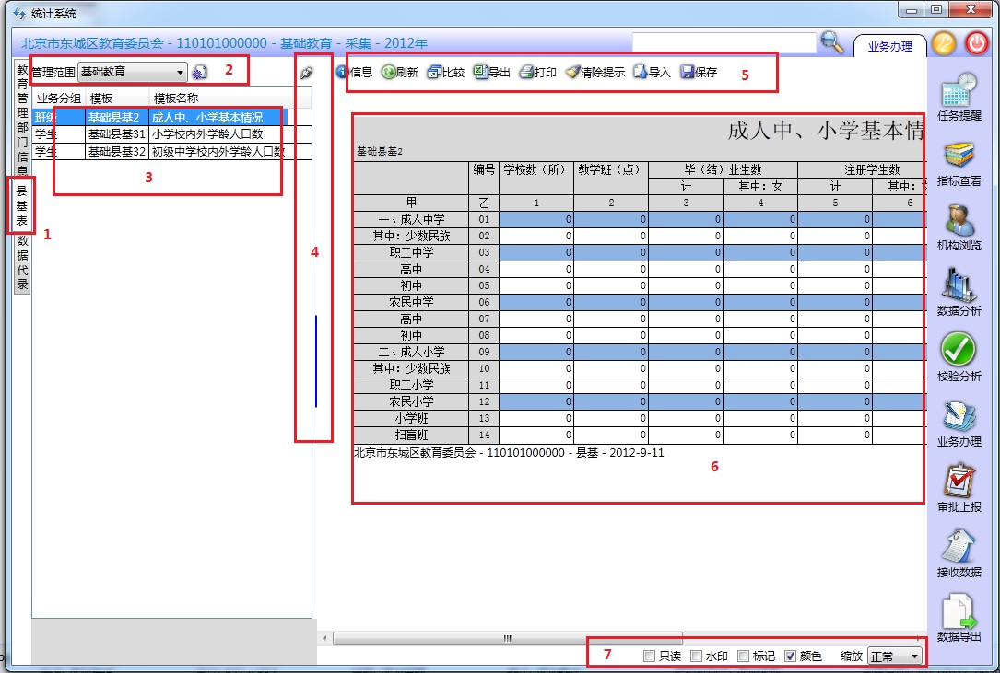 统计系统
北京市东城区教育委员会 - 110101000000 - 基础教育 - 采集 - 2012年
业务办理
教育管理部门信息
县基表
数据代录
1
管理范围 基础教育 2
业务分组 模板 模板名称
班级 基础县基2 成人中、小学基本情况
学生 基础县基31 小学校内外学龄人口数
学生 基础县基32 初级中学校内外学龄人口数
3
4
信息 刷新 比较 导出 打印 清除提示 导入 保存 5
成人中、小学基本情
基础县基2
编号 学校数（所） 教学班（点） 毕（结）业生数 注册学生数
计 其中：女 计 其中：
甲 乙 1 2 3 4 5 6
一、成人中学 01 0 0 0 0 0
其中：少数民族 02 0 0 0 0 0
职工中学 03 0 0 0 0 0
高中 04 0 0 0 0 0
初中 05 0 0 0 0 0
农民中学 06 0 0 0 0 0
高中 07 0 0 0 0 0
初中 08 0 0 0 0 0
二、成人小学 09 0 0 0 0 0
其中：少数民族 10 0 0 0 0 0
职工小学 11 0 0 0 0 0
农民小学 12 0 0 0 0 0
小学班 13 0 0 0 0 0
扫盲班 14 0 0 0 0 0
北京市东城区教育委员会 - 110101000000 - 县基 - 2012-9-11
6
7 只读 水印 标记 颜色 缩放 正常
任务提醒
指标查看
机构浏览
数据分析
校验分析
业务办理
审批上报
接收数据
数据导出